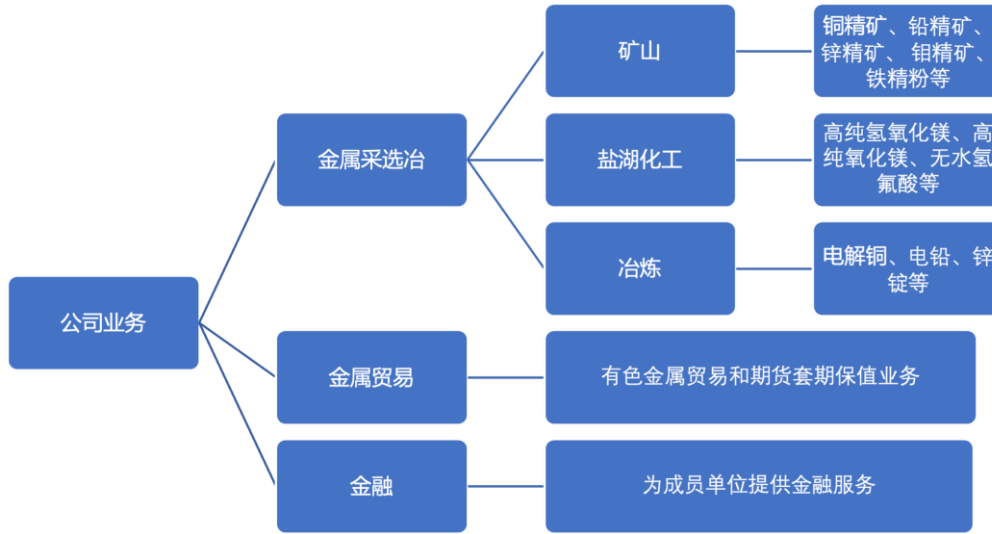 公司业务
金属采选冶
矿山
铜精矿、铅精矿、
锌精矿、 钼精矿、
铁精粉等
盐湖化工
高纯氢氧化镁、高
纯氧化镁、无水氢
氟酸等
冶炼
电解铜、电铅、锌
锭等
金属贸易
有色金属贸易和期货套期保值业务
金融
为成员单位提供金融服务